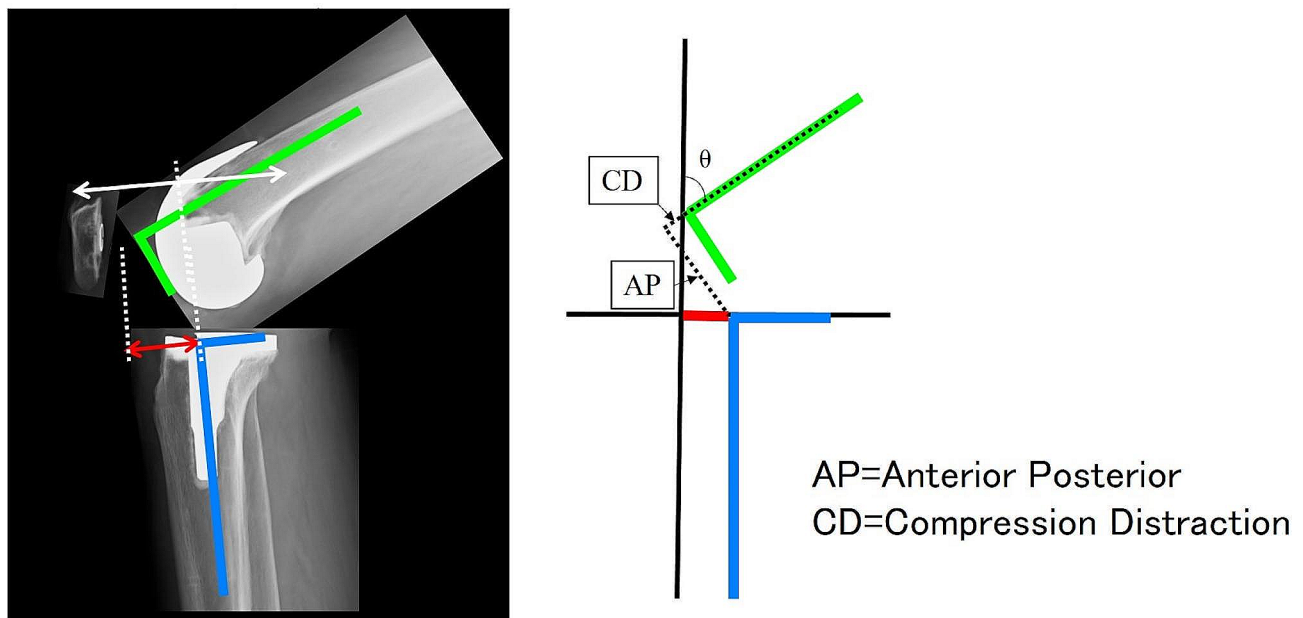 θ
CD
AP
AP=Anterior Posterior
CD=Compression Distraction